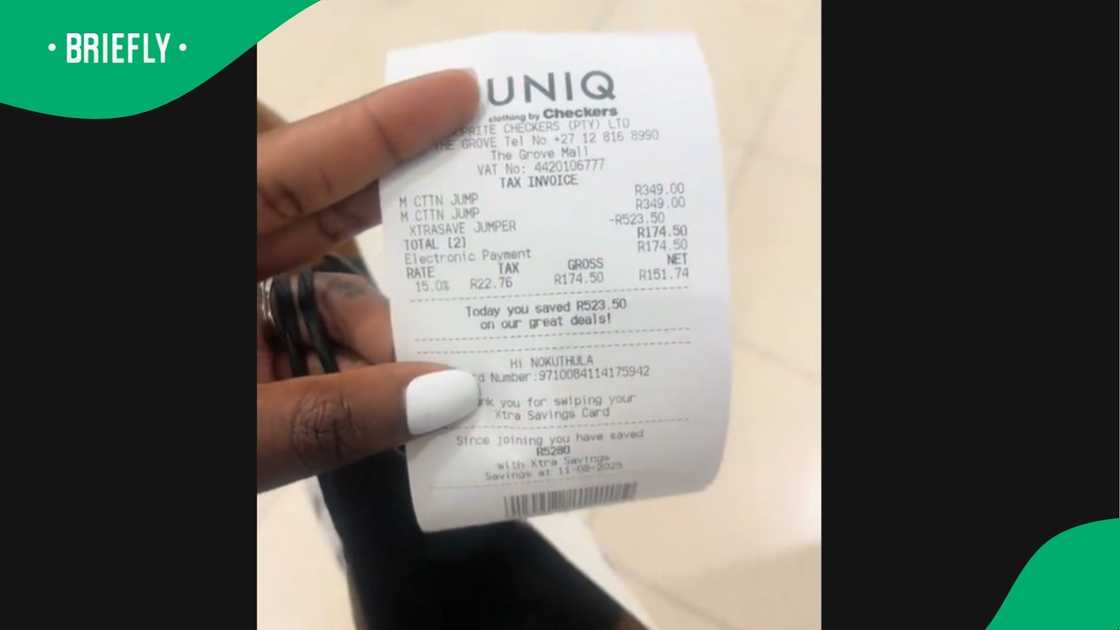 • BRIEFLY •
UNIQ
clothing by Checkers
CHECKERS (PTY) LTD
THE GROVE Tel No +27 12 816 8990
The Grove Mall
VAT No: 4420106777
TAX INVOICE
M CTTN JUMP R349.00
M CTTN JUMP R349.00
XTRASAVE JUMPER -R523.50
TOTAL [2] R174.50
Electronic Payment R174.50
RATE TAX GROSS NET
15.0% R22.76 R174.50 R151.74
Today you saved R523.50
on our great deals!
Hi NOKUTHULA
Number:9710084114175942
you for swiping your
Xtra Savings Card
Since joining you have saved
R5280
with Xtra Savings
Savings at 11-08-2025